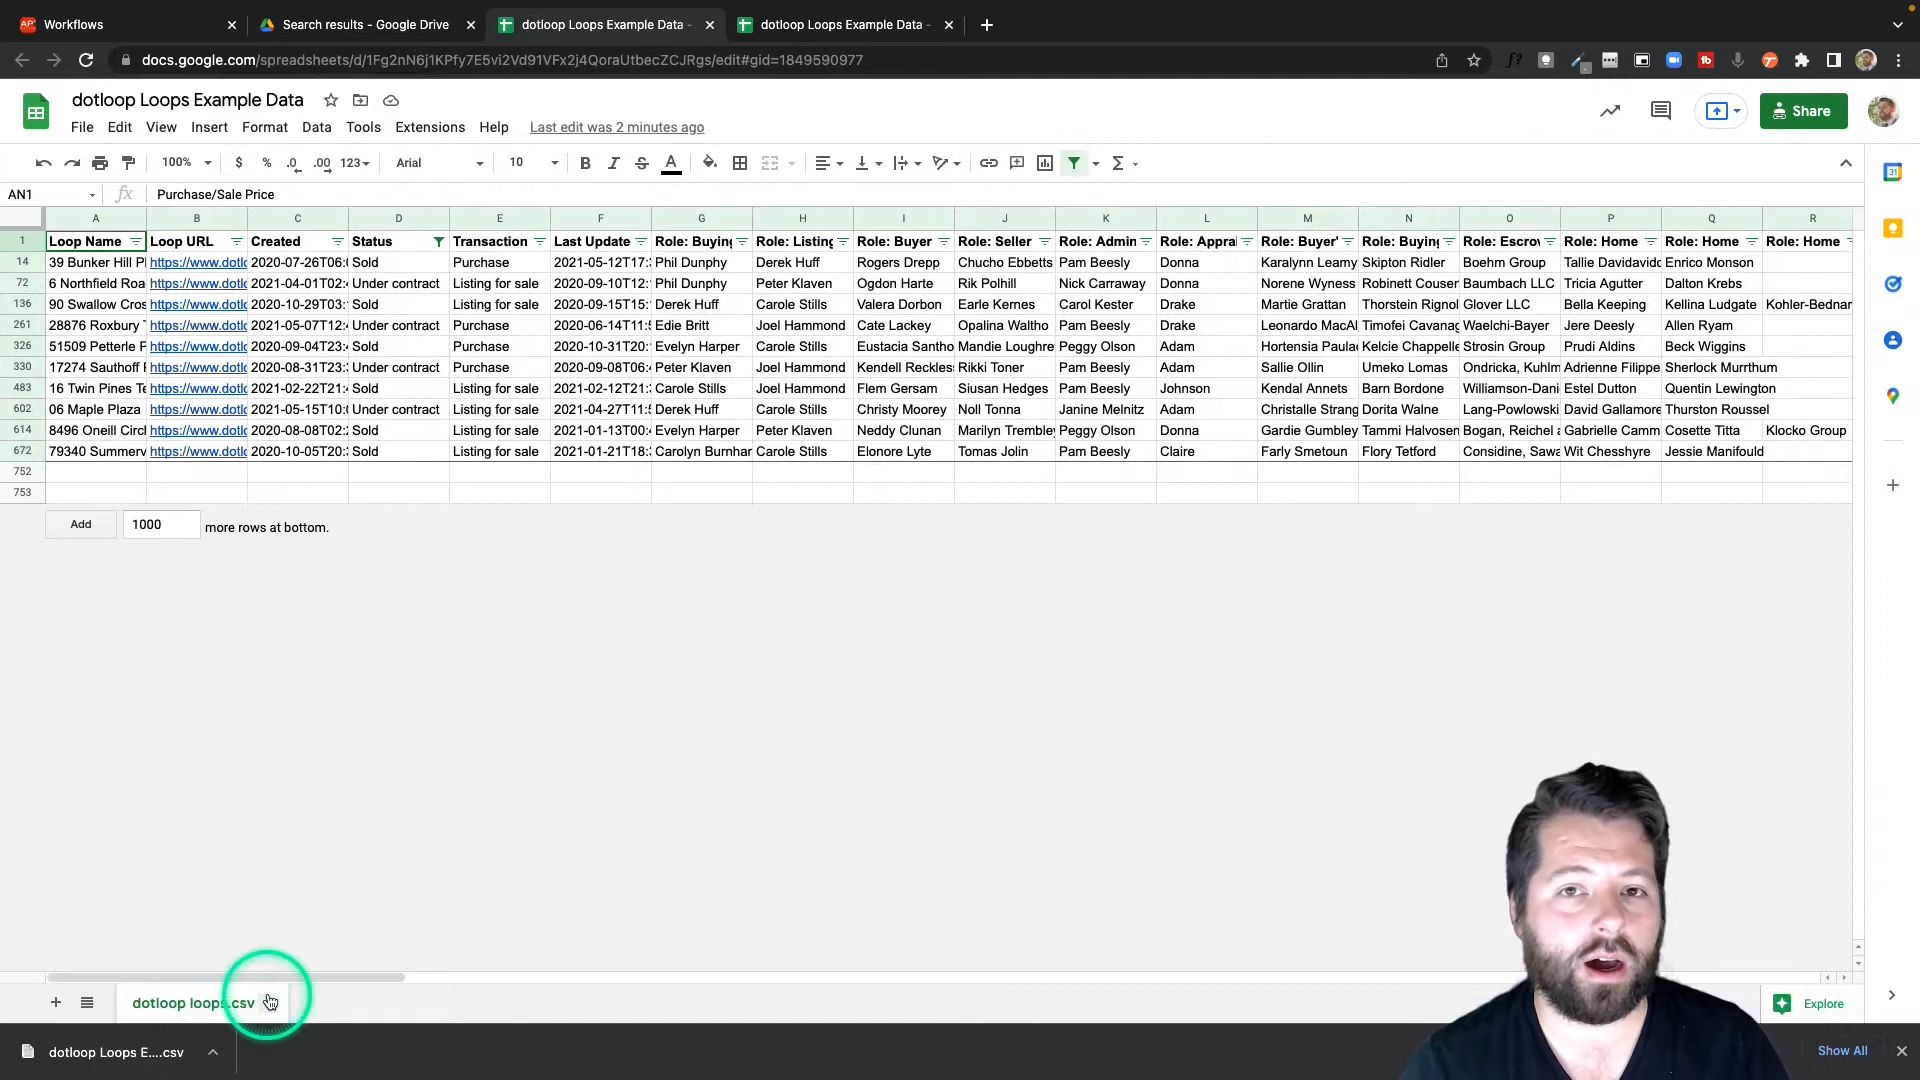 Workflows
Search results - Google Drive
dotloop Loops Example Data -
dotloop Loops Example Data -
docs.google.com/spreadsheets/d/1Fg2nN6j1KPfy7E5vi2Vd91VFx2j4QoraUtbecZCJRgs/edit#gid=1849590977
dotloop Loops Example Data
File Edit View Insert Format Data Tools Extensions Help Last edit was 2 minutes ago
Share
100% $ % .0 .00 123 Arial 10 B I S A
AN1 fx Purchase/Sale Price
A B C D E F G H I J K L M N O P Q R
1 Loop Name Loop URL Created Status Transaction Last Update Role: Buying Role: Listing Role: Buyer Role: Seller Role: Admin Role: Apprai Role: Buyer' Role: Buying Role: Escro Role: Home Role: Home Role: Home
14 39 Bunker Hill Pl https://www.dotlo 2020-07-26T06: Sold Purchase 2021-05-12T17: Phil Dunphy Derek Huff Rogers Drepp Chucho Ebbetts Pam Beesly Donna Karalynn Leamy Skipton Ridler Boehm Group Tallie Davidavidc Enrico Monson
72 6 Northfield Roa https://www.dotlo 2021-04-01T02: Under contract Listing for sale 2020-09-10T12: Phil Dunphy Peter Klaven Ogdon Harte Rik Polhill Nick Carraway Donna Norene Wyness Robinett Couser Baumbach LLC Tricia Agutter Dalton Krebs
136 90 Swallow Cros https://www.dotlo 2020-10-29T03: Sold Listing for sale 2020-09-15T15: Derek Huff Carole Stills Valera Dorbon Earle Kernes Carol Kester Drake Martie Grattan Thorstein Rignol Glover LLC Bella Keeping Kellina Ludgate Kohler-Bednar
261 28876 Roxbury https://www.dotlo 2021-05-07T12: Under contract Purchase 2020-06-14T11: Edie Britt Joel Hammond Cate Lackey Opalina Waltho Pam Beesly Drake Leonardo MacAl Timofei Cavanag Waelchi-Bayer Jere Deesly Allen Ryam
326 51509 Petterle P https://www.dotlo 2020-09-04T23: Sold Purchase 2020-10-31T20: Evelyn Harper Carole Stills Eustacia Santho Mandie Loughre Peggy Olson Adam Hortensia Paula Kelcie Chappelle Strosin Group Prudi Aldins Beck Wiggins
330 17274 Sauthoff https://www.dotlo 2020-08-31T23: Under contract Purchase 2020-09-08T06: Peter Klaven Joel Hammond Kendell Reckless Rikki Toner Pam Beesly Adam Sallie Ollin Umeko Lomas Ondricka, Kuhlm Adrienne Filippe Sherlock Murrthum
483 16 Twin Pines Te https://www.dotlo 2021-02-22T21: Sold Listing for sale 2021-02-12T21: Carole Stills Joel Hammond Flem Gersam Siusan Hedges Pam Beesly Johnson Kendal Annets Barn Bordone Williamson-Dani Estel Dutton Quentin Lewington
602 06 Maple Plaza https://www.dotlo 2021-05-15T10: Under contract Listing for sale 2021-04-27T11: Derek Huff Carole Stills Christy Moorey Noll Tonna Janine Melnitz Adam Christalle Strang Dorita Walne Lang-Powlowski David Gallamore Thurston Roussel
614 8496 Oneill Circl https://www.dotlo 2020-08-08T02: Sold Listing for sale 2021-01-13T00: Evelyn Harper Peter Klaven Neddy Clunan Marilyn Trembley Peggy Olson Donna Gardie Gumbley Tammi Halvosen Bogan, Reichel a Gabrielle Camm Cosette Titta Klocko Group
672 79340 Summerv https://www.dotlo 2020-10-05T20: Sold Listing for sale 2021-01-21T18: Carolyn Burnhar Carole Stills Elonore Lyte Tomas Jolin Pam Beesly Claire Farly Smetoun Flory Tetford Considine, Sawa Wit Chesshyre Jessie Manifould
752
753
Add 1000 more rows at bottom.
dotloop loops.csv
Explore
dotloop Loops E....csv
Show All